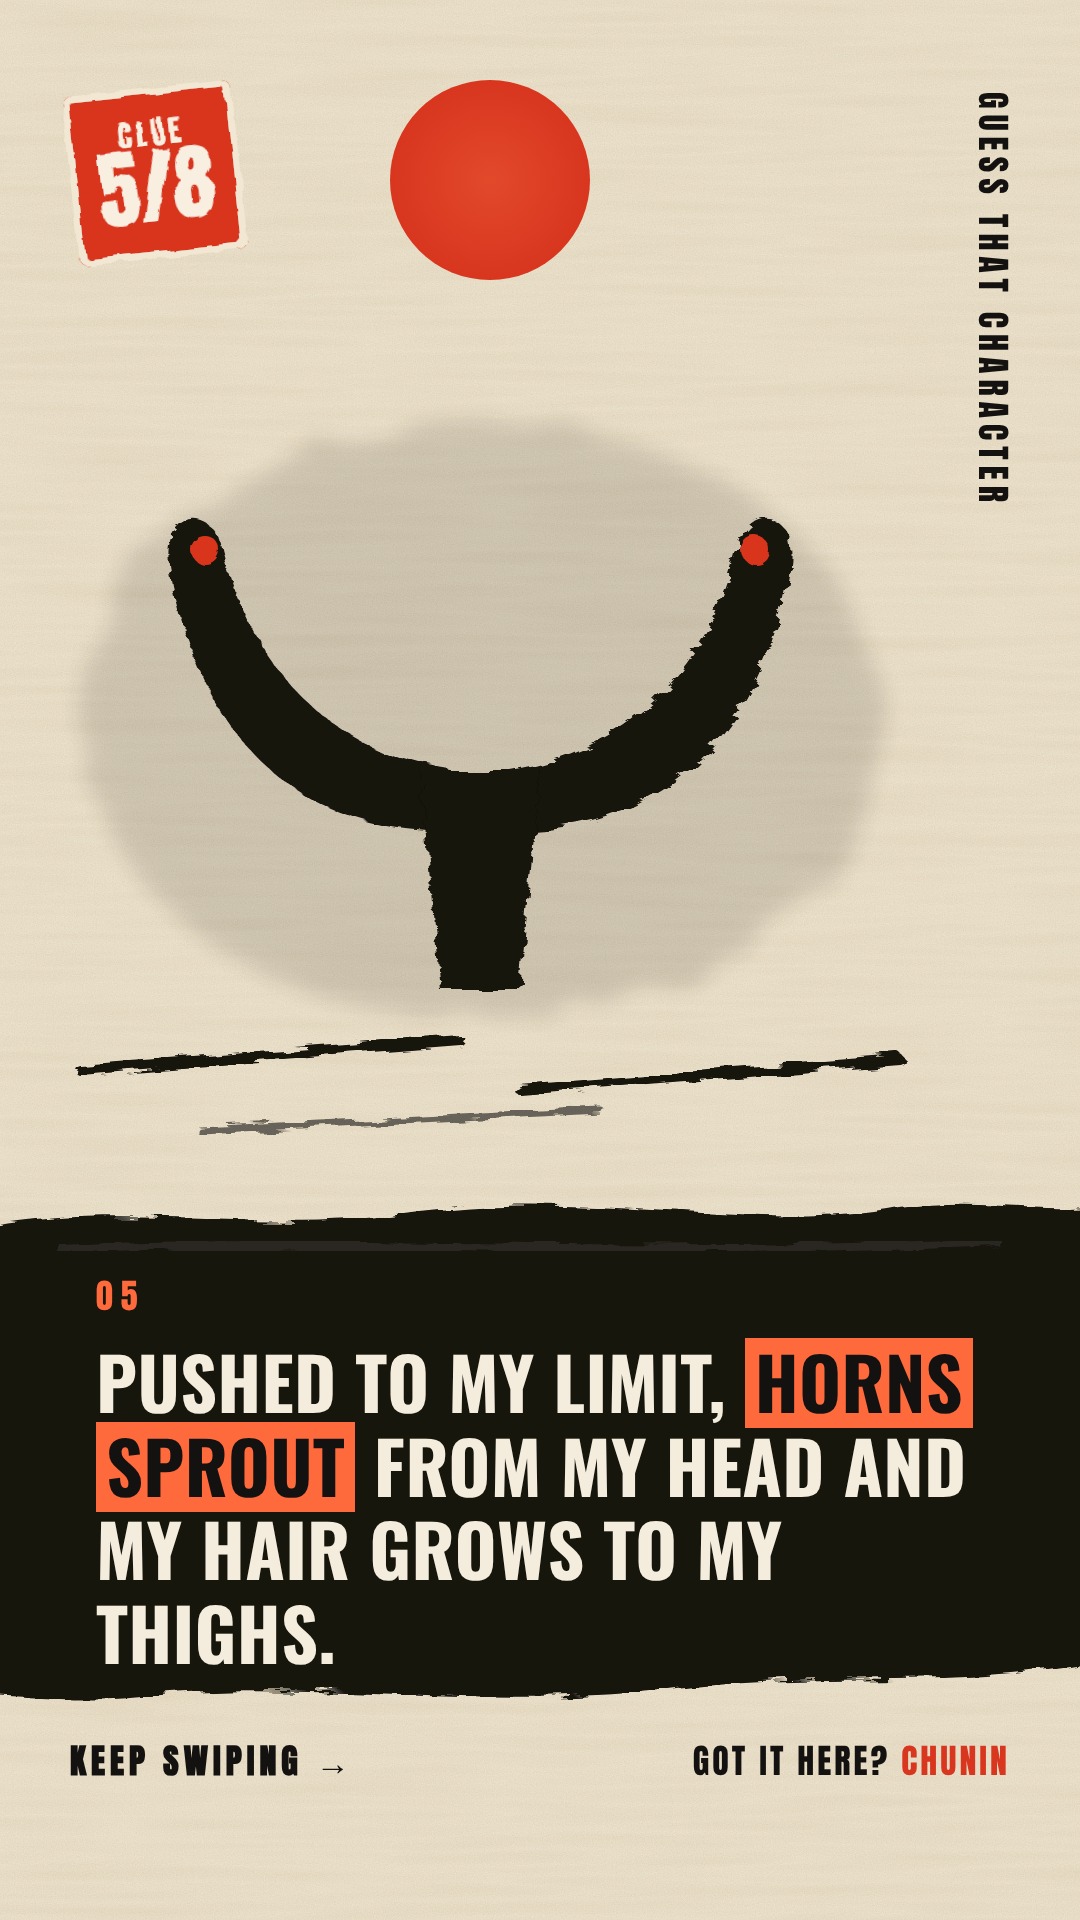 CLUE
5/8
GUESS THAT CHARACTER
05
PUSHED TO MY LIMIT, HORNS
SPROUT FROM MY HEAD AND
MY HAIR GROWS TO MY
THIGHS.
KEEP SWIPING →
GOT IT HERE? CHUNIN